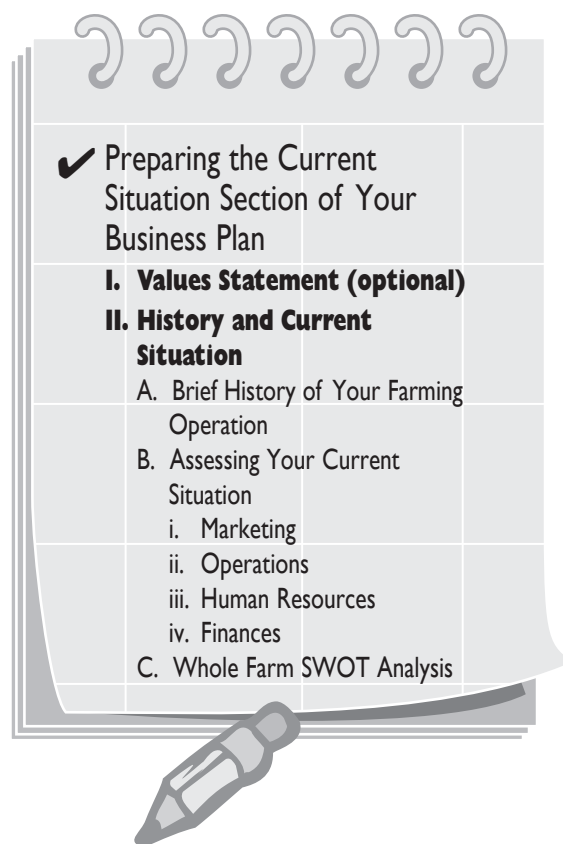 ✔ Preparing the Current
Situation Section of Your
Business Plan
I. Values Statement (optional)
II. History and Current
Situation
A. Brief History of Your Farming
Operation
B. Assessing Your Current
Situation
i. Marketing
ii. Operations
iii. Human Resources
iv. Finances
C. Whole Farm SWOT Analysis